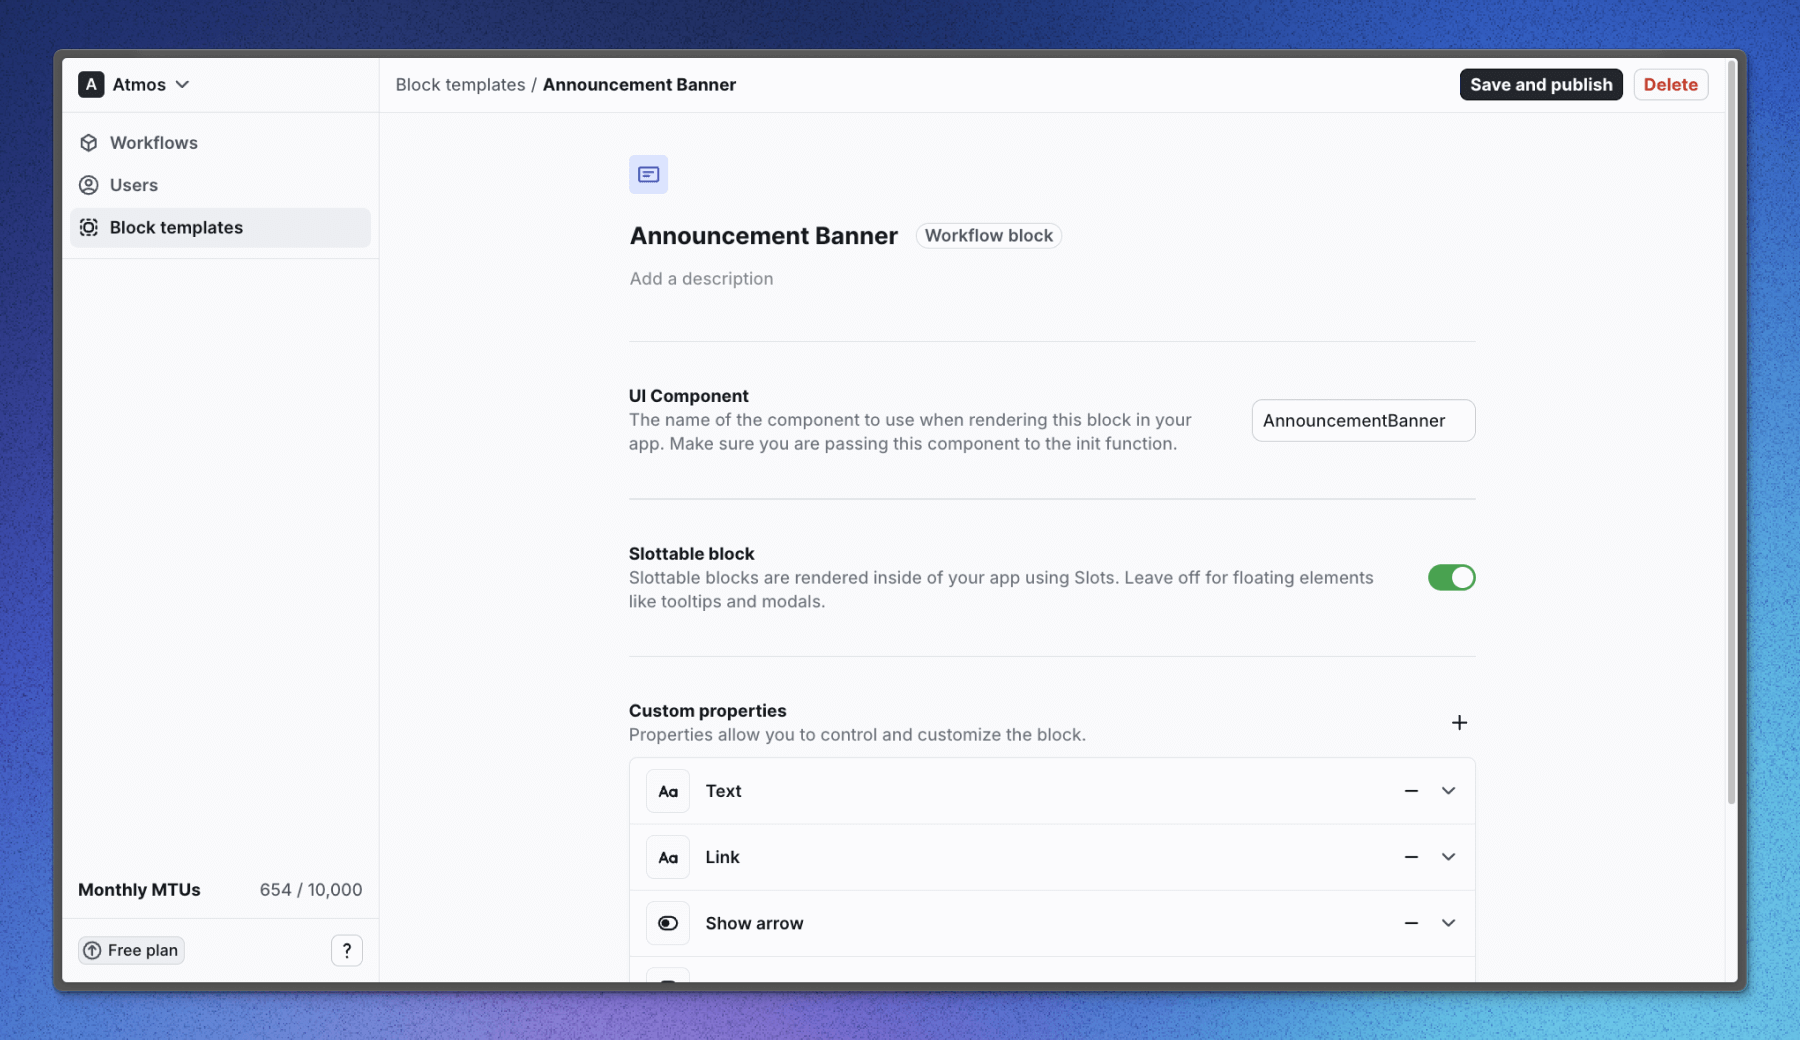 A Atmos
Block templates / Announcement Banner
Save and publish
Delete
Workflows
Users
Block templates
Announcement Banner
Workflow block
Add a description
UI Component
The name of the component to use when rendering this block in your
app. Make sure you are passing this component to the init function.
AnnouncementBanner
Slottable block
Slottable blocks are rendered inside of your app using Slots. Leave off for floating elements
like tooltips and modals.
Custom properties
Properties allow you to control and customize the block.
Aa Text
Aa Link
Show arrow
Monthly MTUs
654 / 10,000
Free plan
?